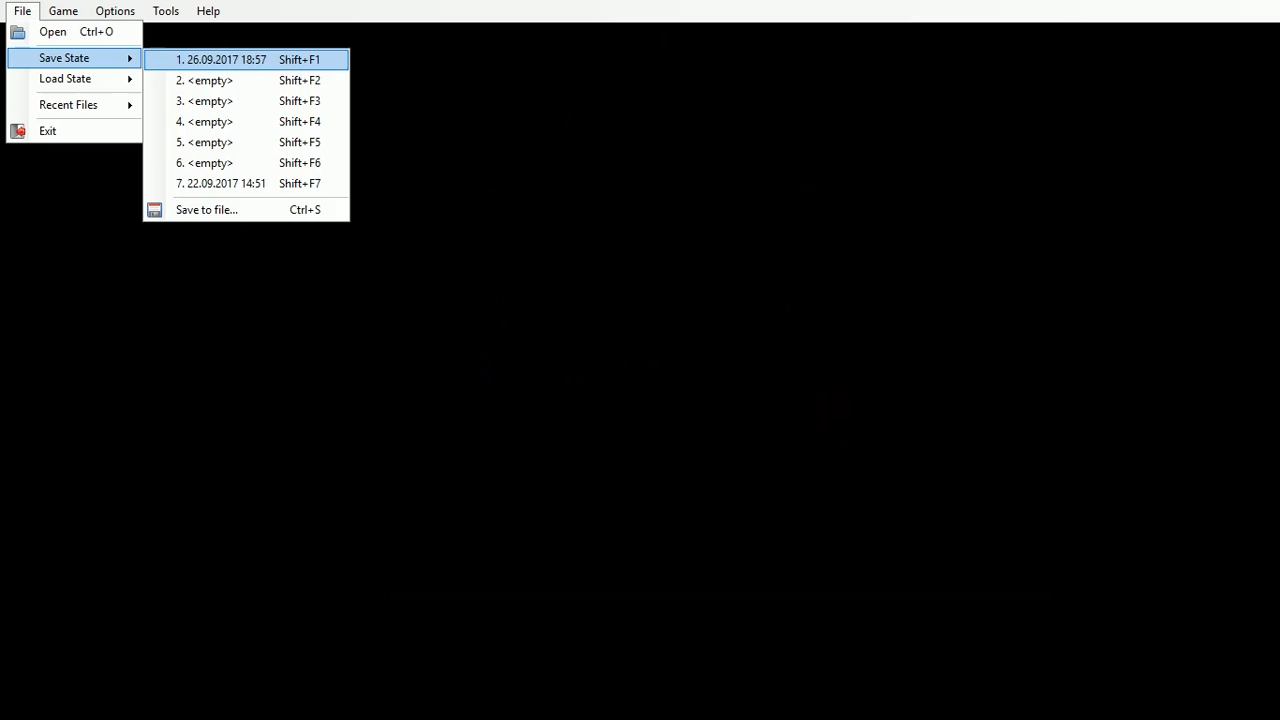 File Game Options Tools Help
Open Ctrl+O
Save State
Load State
Recent Files
Exit
1. 26.09.2017 18:57 Shift+F1
2. <empty> Shift+F2
3. <empty> Shift+F3
4. <empty> Shift+F4
5. <empty> Shift+F5
6. <empty> Shift+F6
7. 22.09.2017 14:51 Shift+F7
Save to file... Ctrl+S